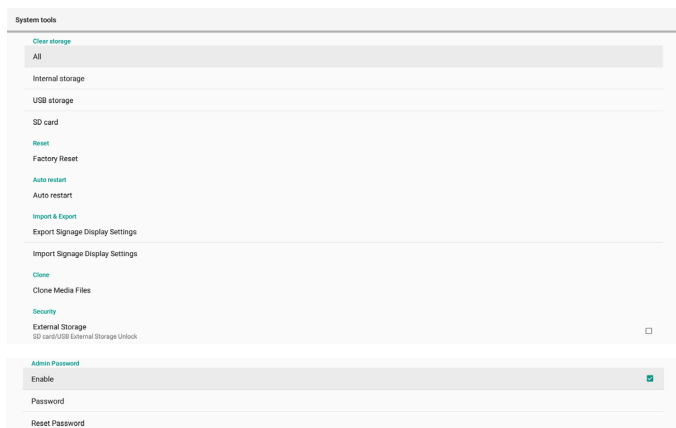 System tools
Clear storage
All
Internal storage
USB storage
SD card
Reset
Factory Reset
Auto restart
Auto restart
Import & Export
Export Signage Display Settings
Import Signage Display Settings
Clone
Clone Media Files
Security
External Storage
SD card/USB External Storage Unlock
Admin Password
Enable
Password
Reset Password